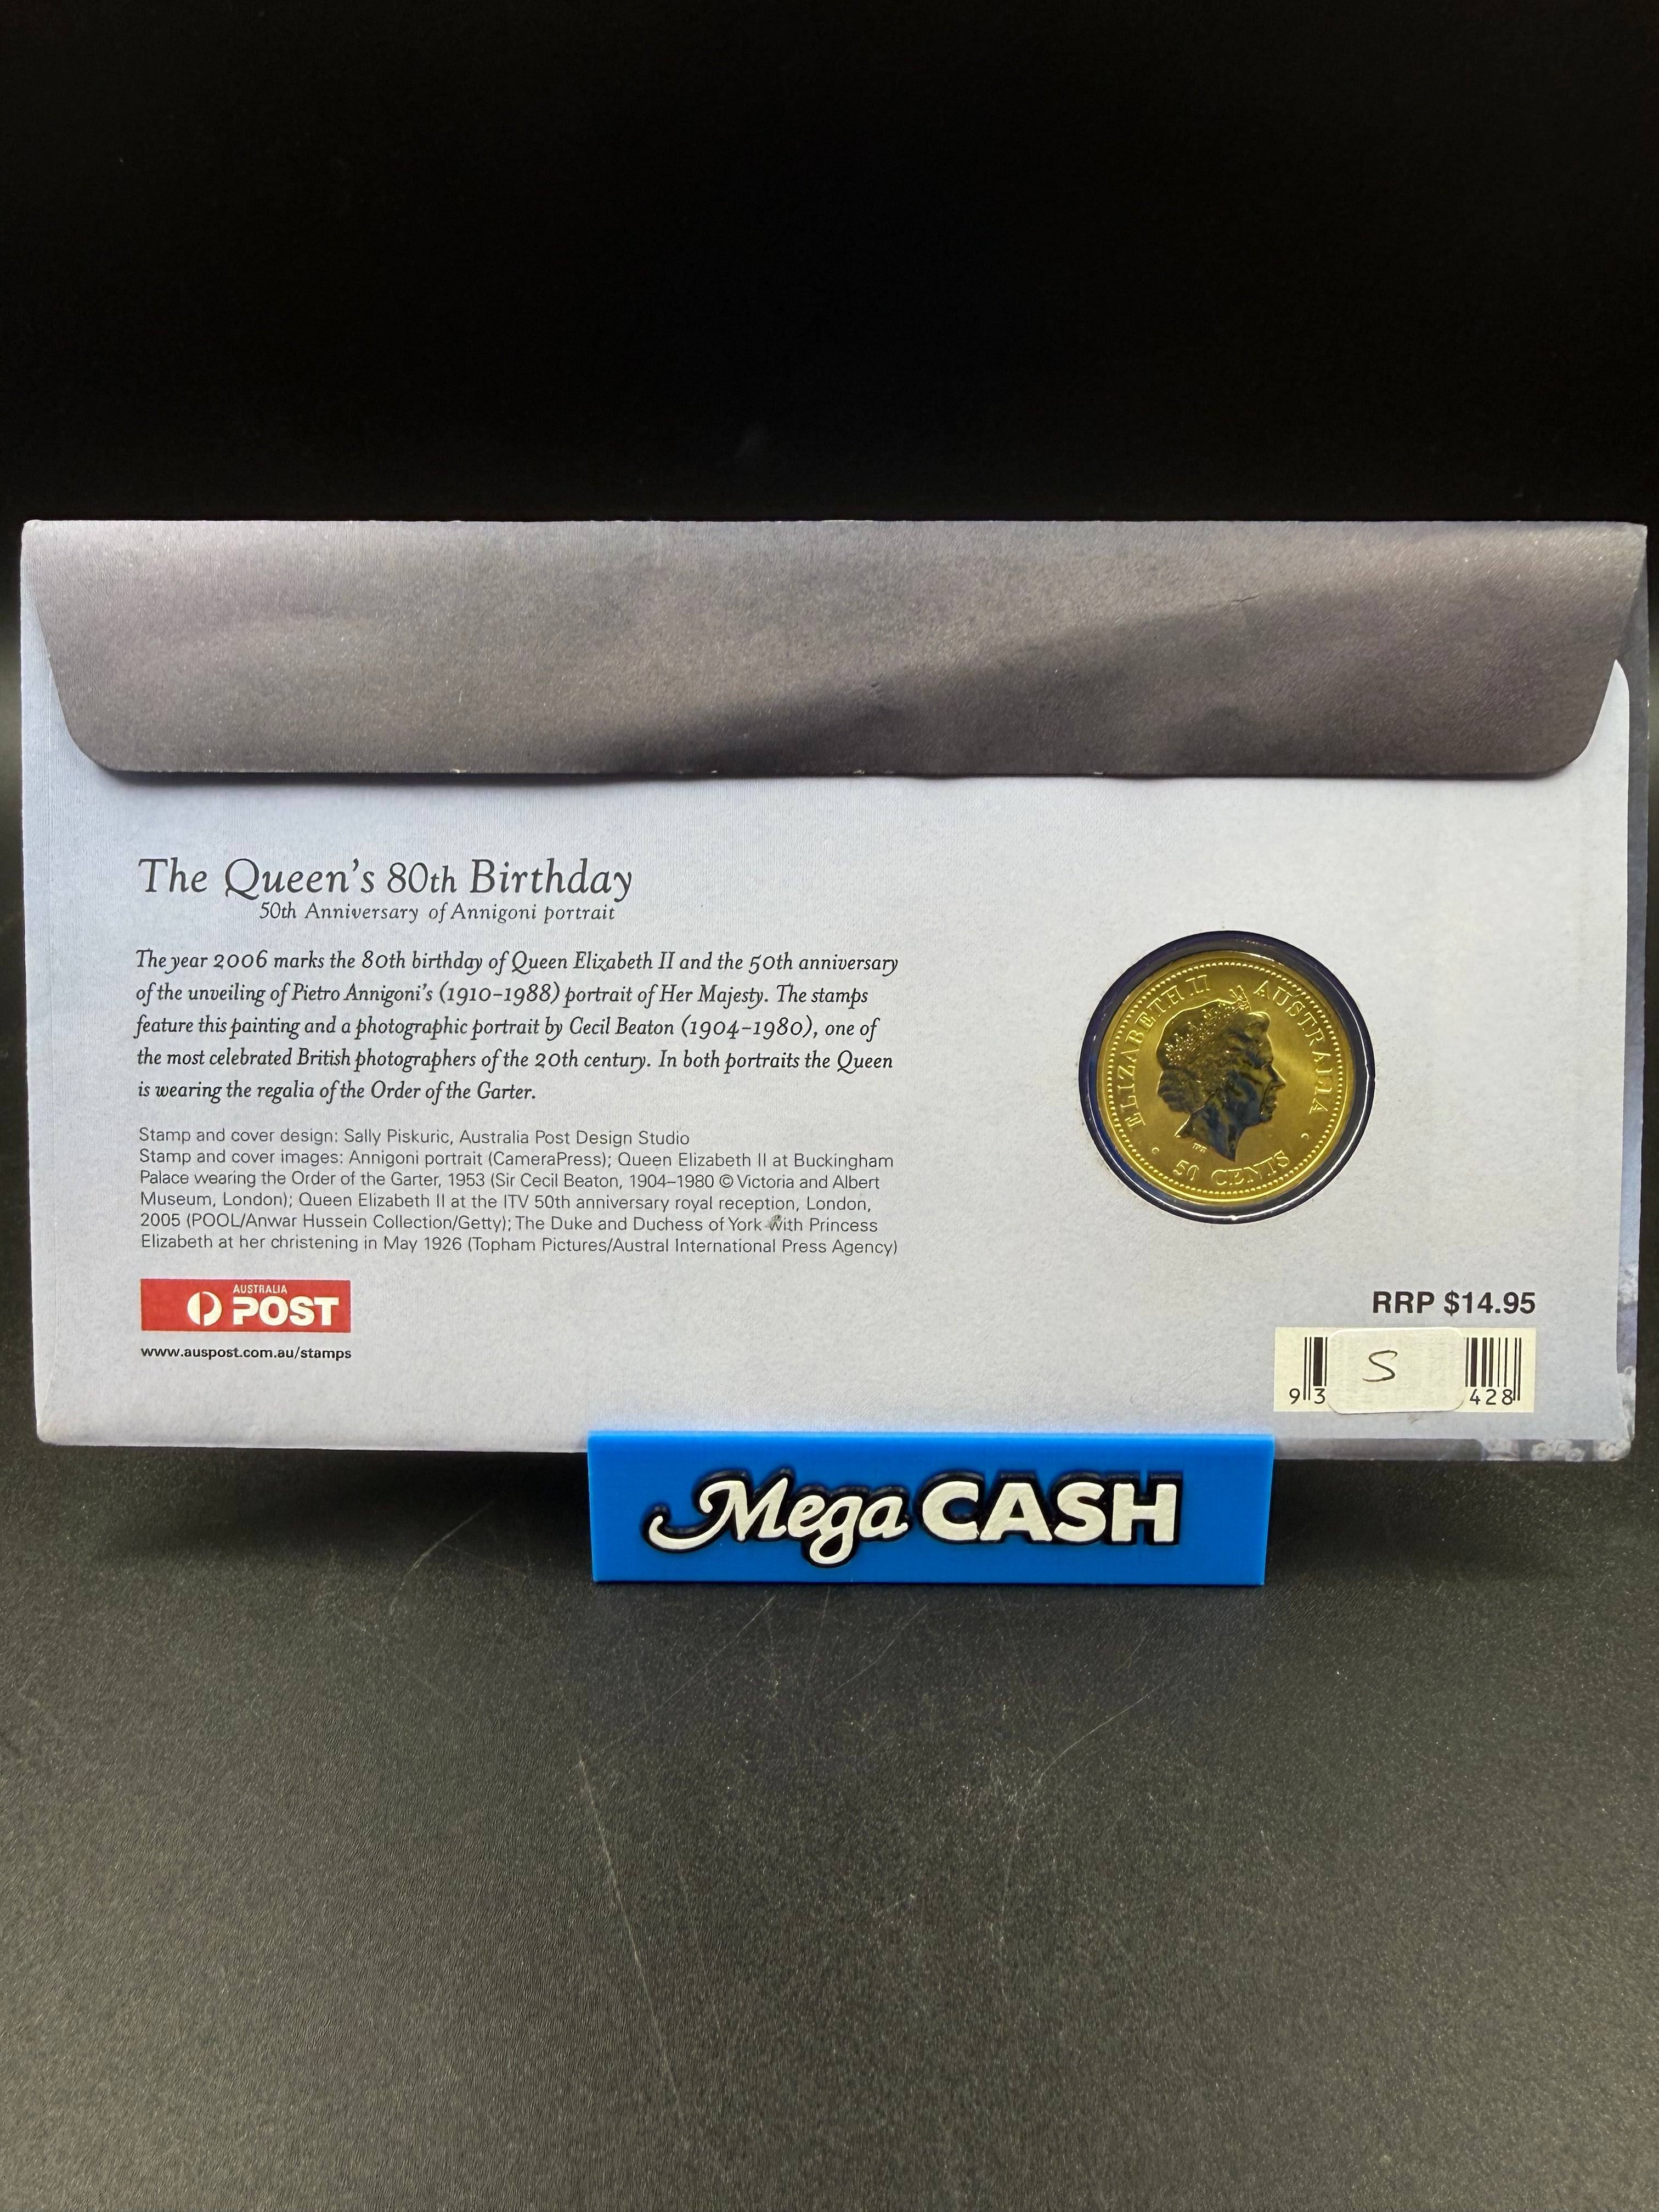 The Queen's 80th Birthday
50th Anniversary of Annigoni portrait
The year 2006 marks the 80th birthday of Queen Elizabeth II and the 50th anniversary
of the unveiling of Pietro Annigoni's (1910–1988) portrait of Her Majesty. The stamps
feature this painting and a photographic portrait by Cecil Beaton (1904–1980), one of
the most celebrated British photographers of the 20th century. In both portraits the Queen
is wearing the regalia of the Order of the Garter.
Stamp and cover design: Sally Piskuric, Australia Post Design Studio
Stamp and cover images: Annigoni portrait (CameraPress); Queen Elizabeth II at Buckingham
Palace wearing the Order of the Garter, 1953 (Sir Cecil Beaton, 1904–1980 © Victoria and Albert
Museum, London); Queen Elizabeth II at the ITV 50th anniversary royal reception, London,
2005 (POOL/Anwar Hussein Collection/Getty); The Duke and Duchess of York with Princess
Elizabeth at her christening in May 1926 (Topham Pictures/Austral International Press Agency)
AUSTRALIA
POST
www.auspost.com.au/stamps
ELIZABETH II AUSTRALIA
50 CENTS
RRP $14.95
S
9 3 428
Mega CASH